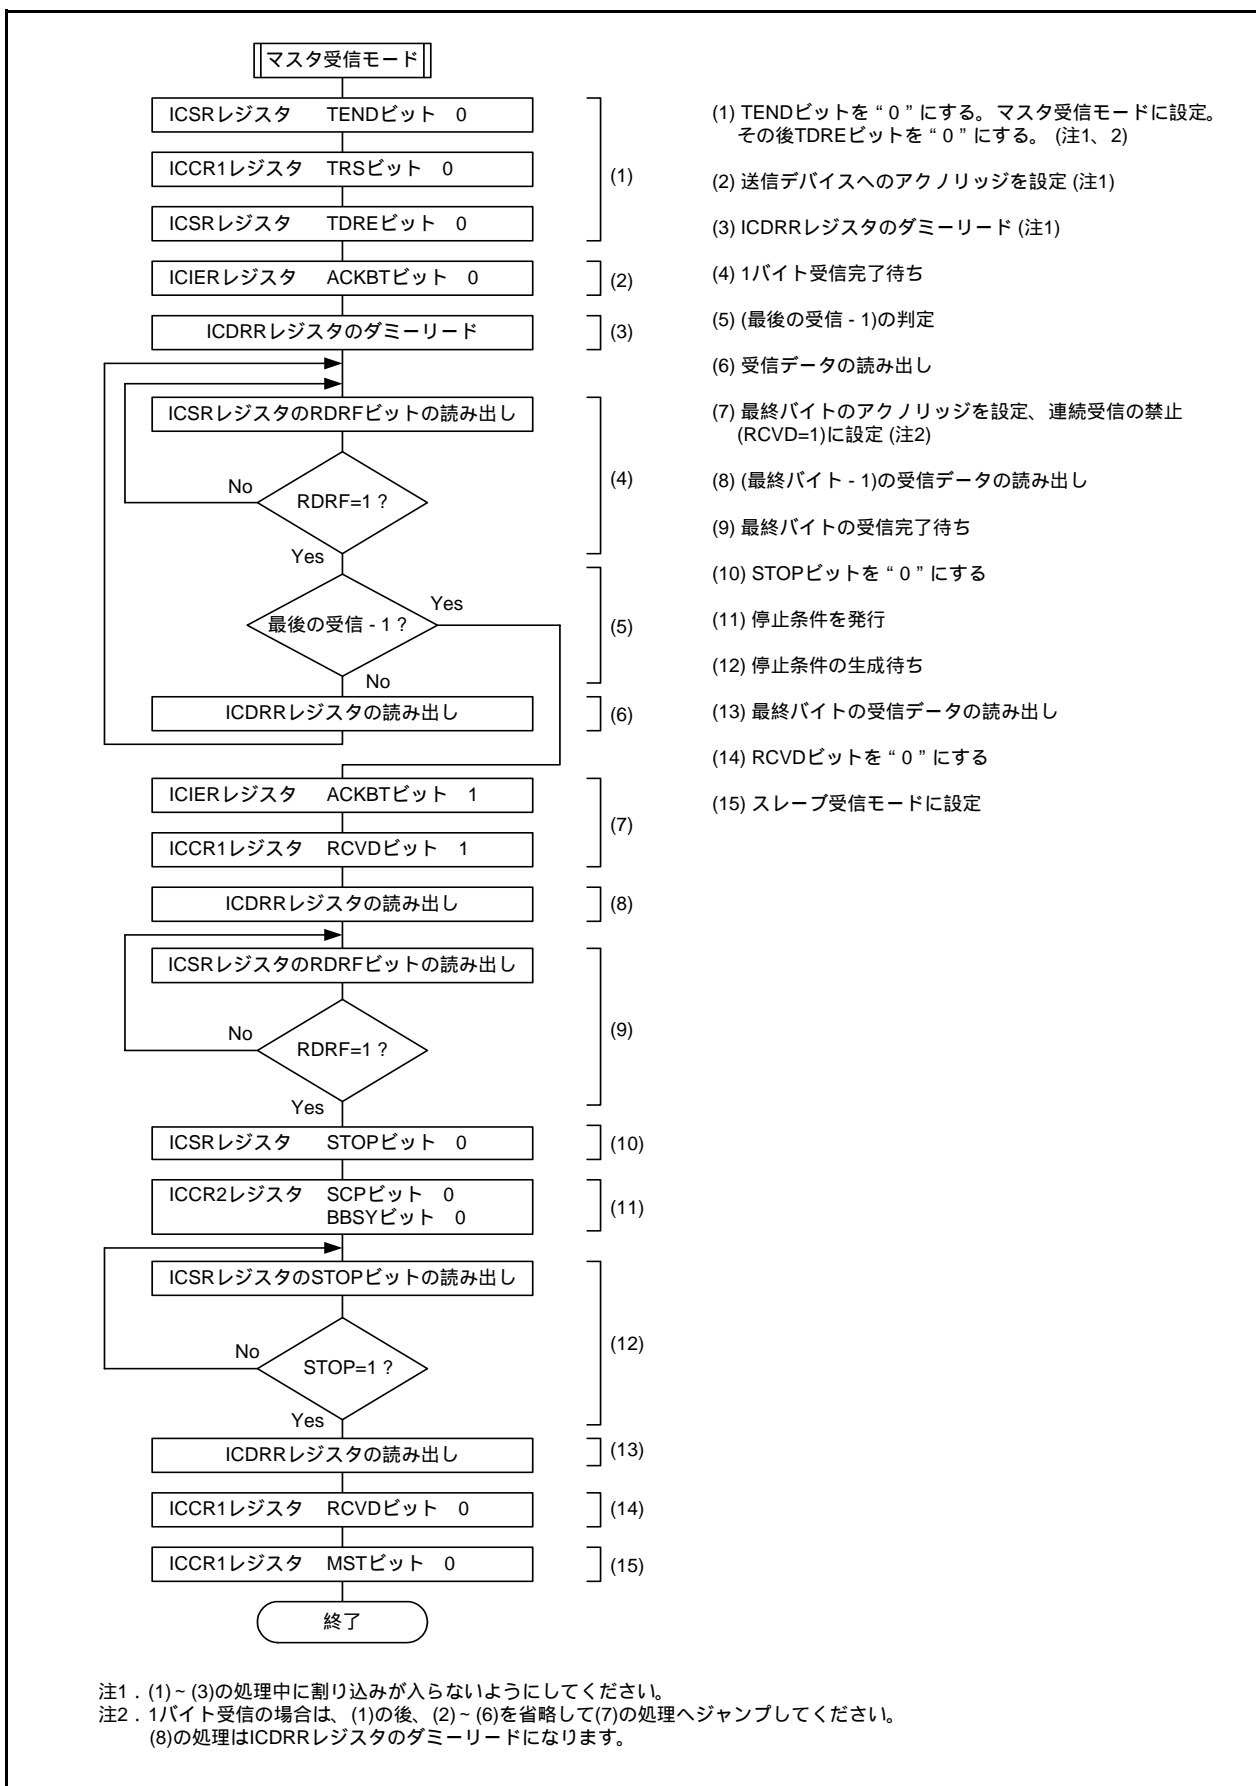 マスタ受信モード
ICSRレジスタ TENDビット 0
ICCR1レジスタ TRSビット 0
ICSRレジスタ TDREビット 0
(1)
ICIERレジスタ ACKBTビット 0
(2)
ICDRRレジスタのダミーリード
(3)
ICSRレジスタのRDRFビットの読み出し
RDRF=1 ?
No
Yes
(4)
最後の受信 - 1 ?
Yes
No
(5)
ICDRRレジスタの読み出し
(6)
ICIERレジスタ ACKBTビット 1
ICCR1レジスタ RCVDビット 1
(7)
ICDRRレジスタの読み出し
(8)
ICSRレジスタのRDRFビットの読み出し
RDRF=1 ?
No
Yes
(9)
ICSRレジスタ STOPビット 0
(10)
ICCR2レジスタ SCPビット 0
BBSYビット 0
(11)
ICSRレジスタのSTOPビットの読み出し
STOP=1 ?
No
Yes
(12)
ICDRRレジスタの読み出し
(13)
ICCR1レジスタ RCVDビット 0
(14)
ICCR1レジスタ MSTビット 0
(15)
終了
(1) TENDビットを“0”にする。マスタ受信モードに設定。
その後TDREビットを“0”にする。 (注1、2)
(2) 送信デバイスへのアクノリッジを設定 (注1)
(3) ICDRRレジスタのダミーリード (注1)
(4) 1バイト受信完了待ち
(5) (最後の受信 - 1)の判定
(6) 受信データの読み出し
(7) 最終バイトのアクノリッジを設定、連続受信の禁止
(RCVD=1)に設定 (注2)
(8) (最終バイト - 1)の受信データの読み出し
(9) 最終バイトの受信完了待ち
(10) STOPビットを“0”にする
(11) 停止条件を発行
(12) 停止条件の生成待ち
(13) 最終バイトの受信データの読み出し
(14) RCVDビットを“0”にする
(15) スレーブ受信モードに設定
注1．(1)~(3)の処理中に割り込みが入らないようにしてください。
注2．1バイト受信の場合は、(1)の後、(2)~(6)を省略して(7)の処理へジャンプしてください。
(8)の処理はICDRRレジスタのダミーリードになります。